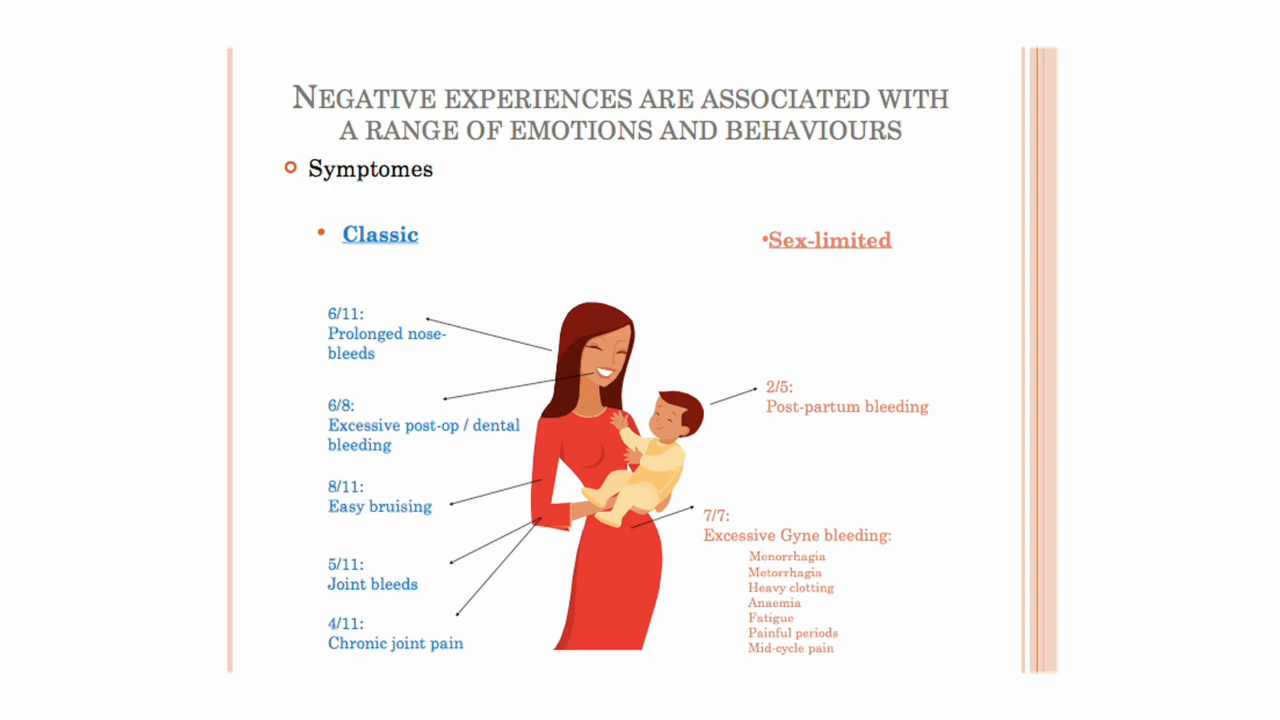 NEGATIVE EXPERIENCES ARE ASSOCIATED WITH
A RANGE OF EMOTIONS AND BEHAVIOURS
Symptomes
• Classic
•Sex-limited
6/11:
Prolonged nose-
bleeds
6/8:
Excessive post-op / dental
bleeding
8/11:
Easy bruising
5/11:
Joint bleeds
4/11:
Chronic joint pain
2/5:
Post-partum bleeding
7/7:
Excessive Gyne bleeding:
Menorrhagia
Metorrhagia
Heavy clotting
Anaemia
Fatigue
Painful periods
Mid-cycle pain